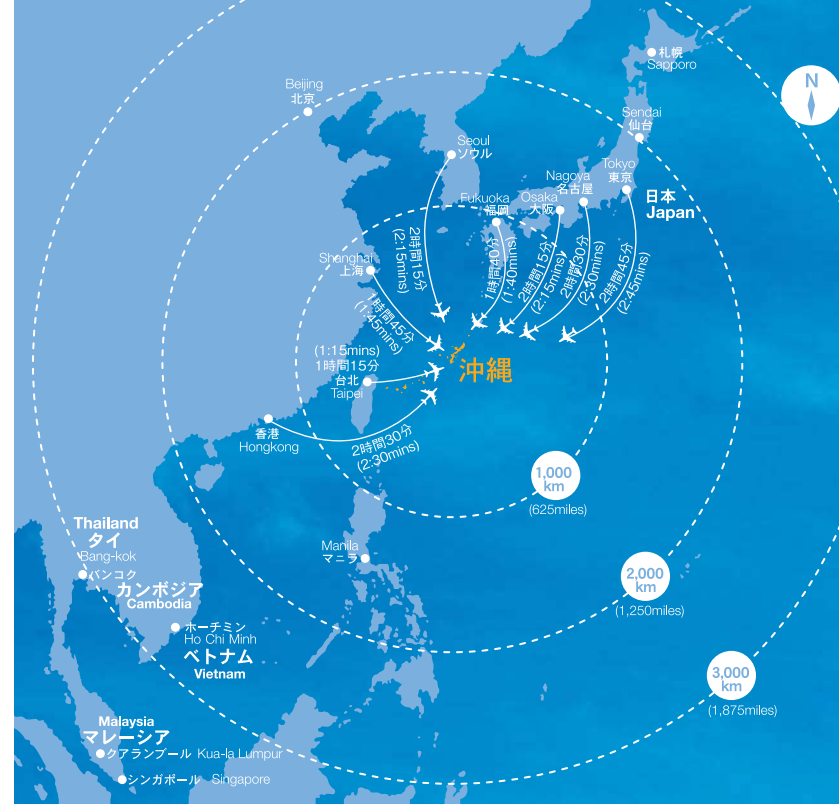 札幌
Sapporo
N
Beijing
北京
Sendai
仙台
Seoul
ソウル
Tokyo
東京
Nagoya
名古屋
Fukuoka
福岡
Osaka
大阪
日本
Japan
2時間15分
(2:15mins)
1時間40分
(1:40mins)
2時間15分
(2:15mins)
2時間30分
(2:30mins)
2時間45分
(2:45mins)
Shanghai
上海
1時間45分
(1:45mins)
(1:15mins)
1時間15分
台北
Taipei
沖縄
香港
Hongkong
2時間30分
(2:30mins)
1,000
km
(625miles)
Thailand
タイ
Bang-kok
バンコク
Manila
マニラ
カンボジア
Cambodia
2,000
km
(1,250miles)
ホーチミン
Ho Chi Minh
ベトナム
Vietnam
3,000
km
(1,875miles)
Malaysia
マレーシア
クアランプール Kua-la Lumpur
シンガポール Singapore